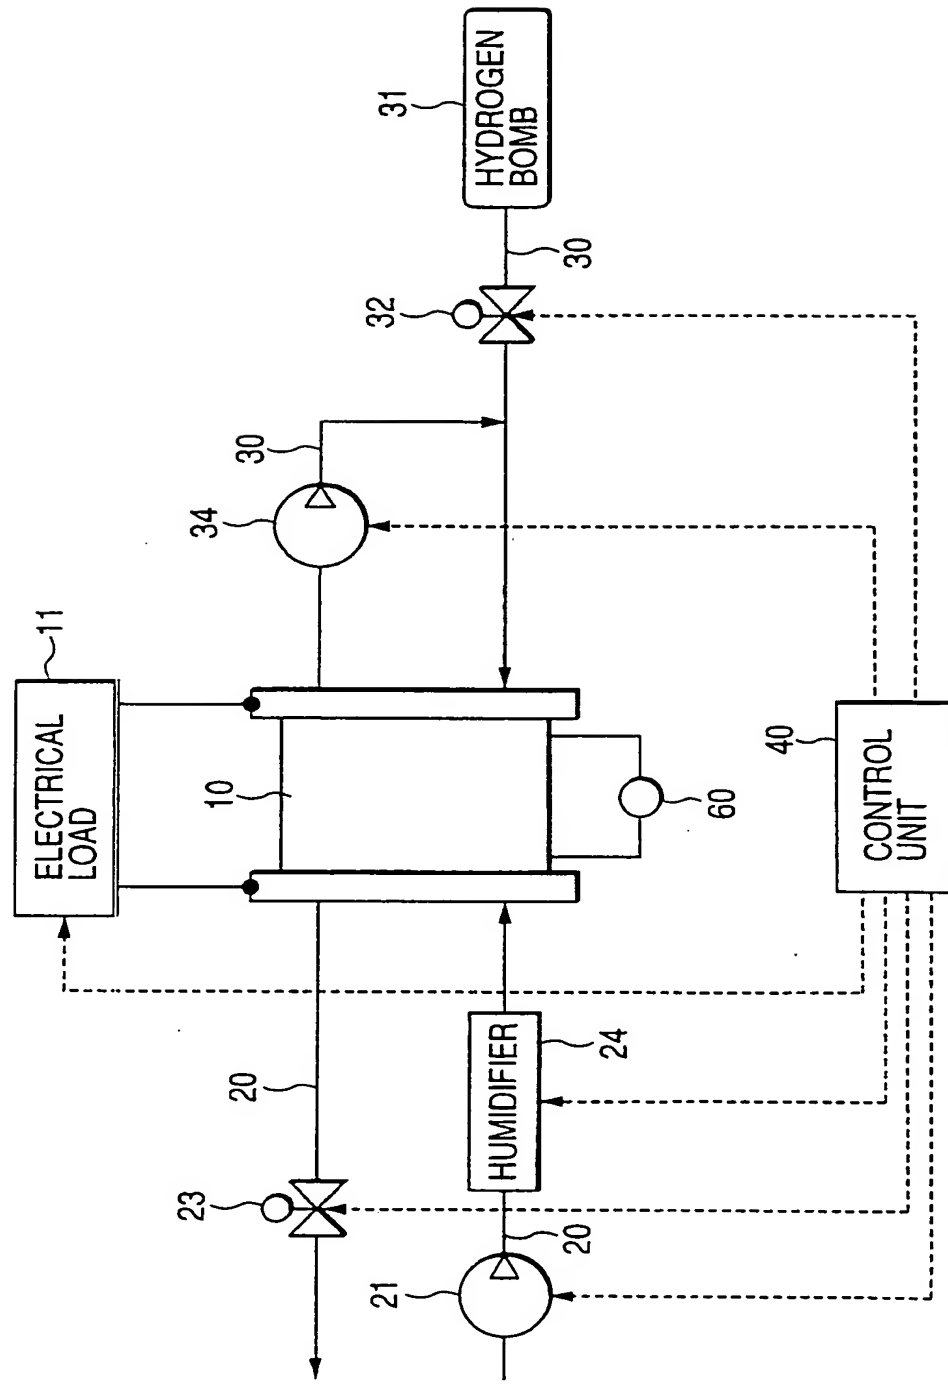 ELECTRICAL
LOAD
11
23
20
10
34
30
21
20
HUMIDIFIER
24
60
32
30
31
HYDROGEN
BOMB
40
CONTROL
UNIT